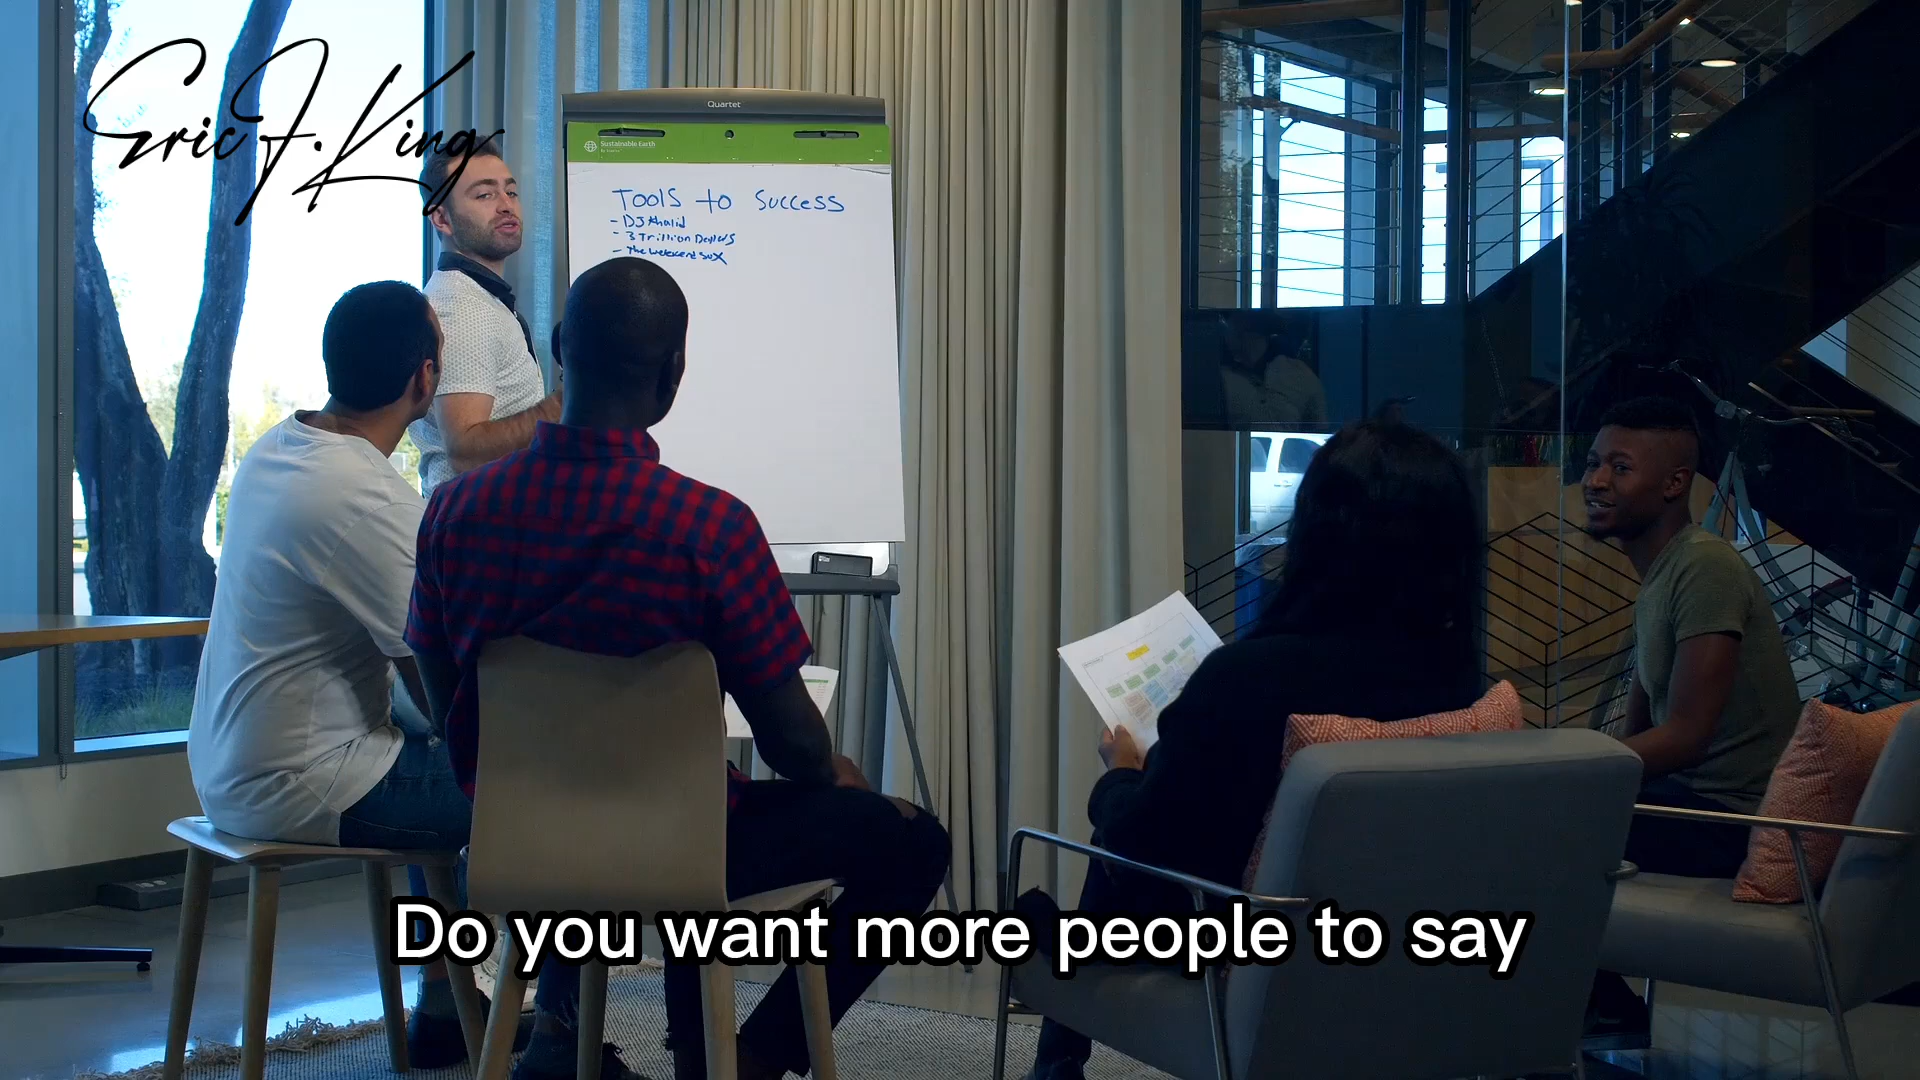 Eric J. King
Quartet
Sustainable Earth
Tools to Success
- DJ Khalid
- 3 Trillion Dollars
- The weekend sux
Do you want more people to say